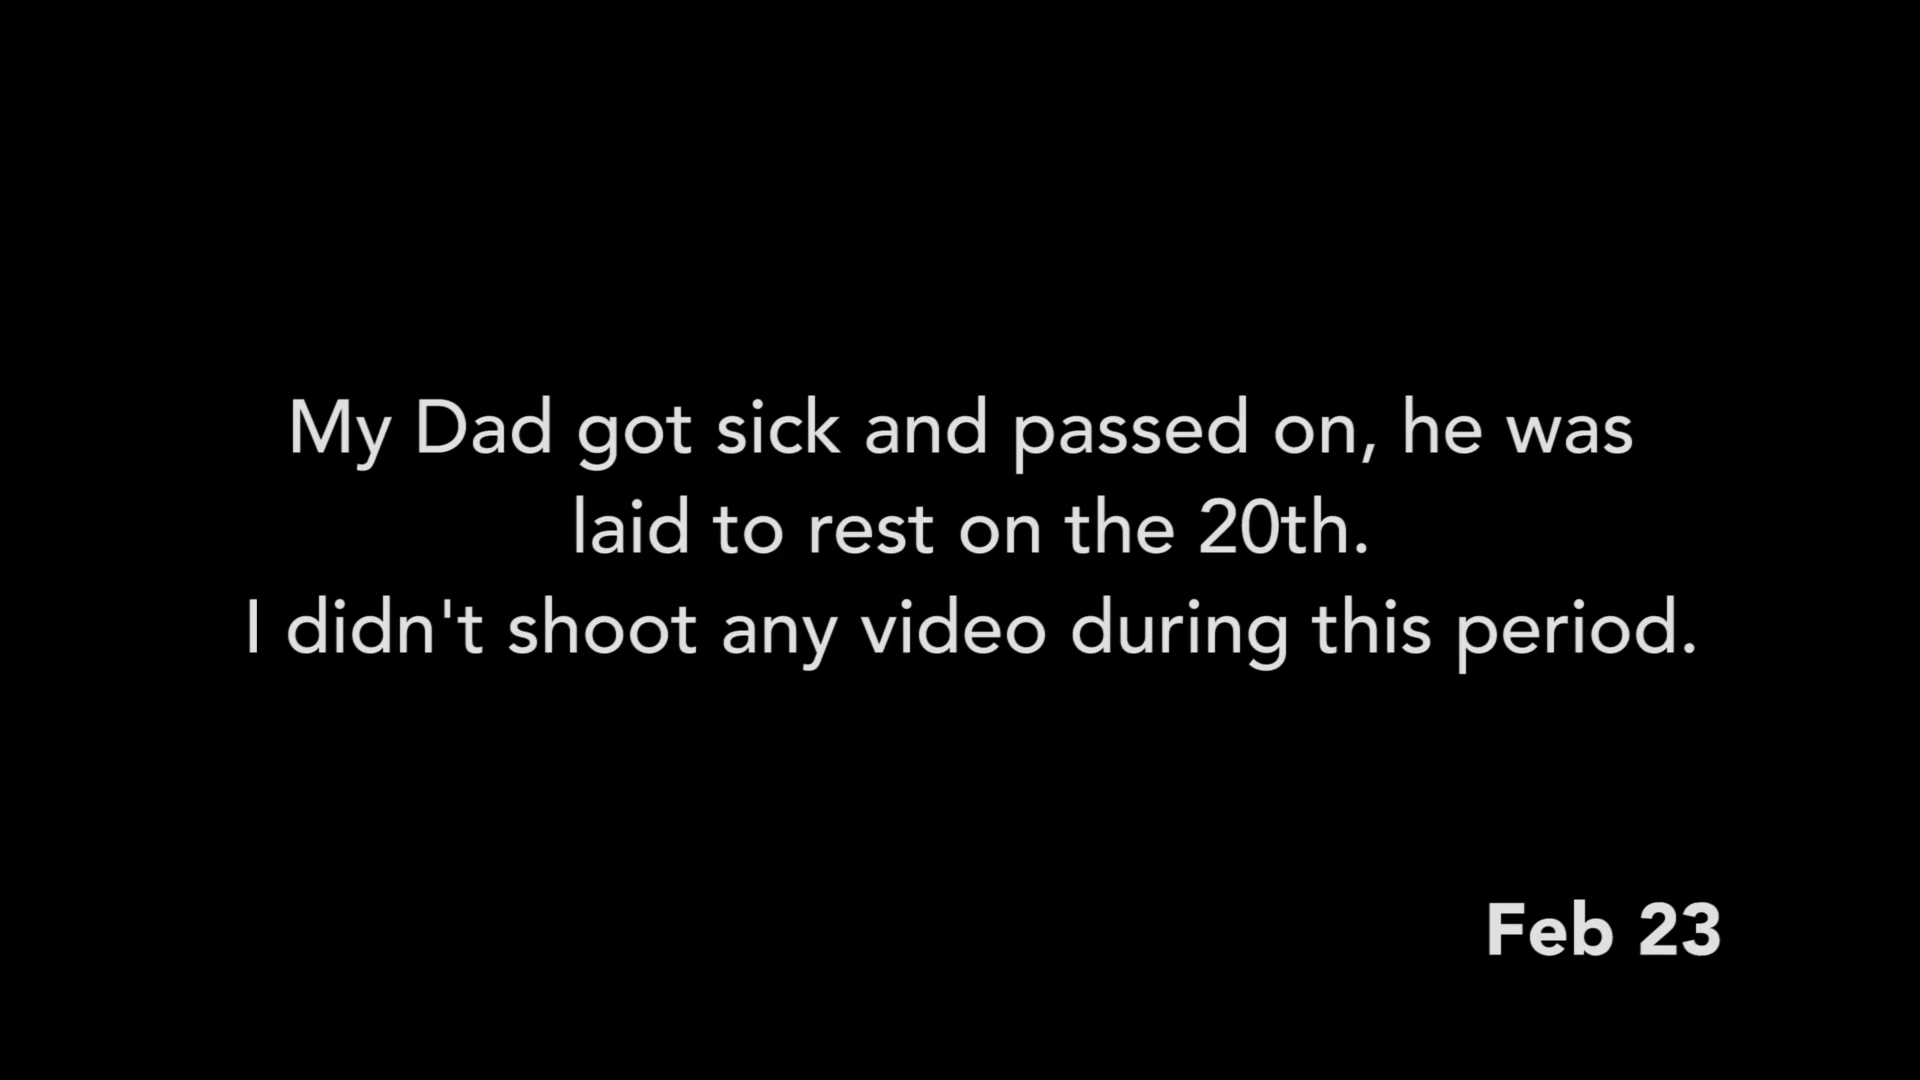 My Dad got sick and passed on, he was
laid to rest on the 20th.
I didn't shoot any video during this period.
Feb 23